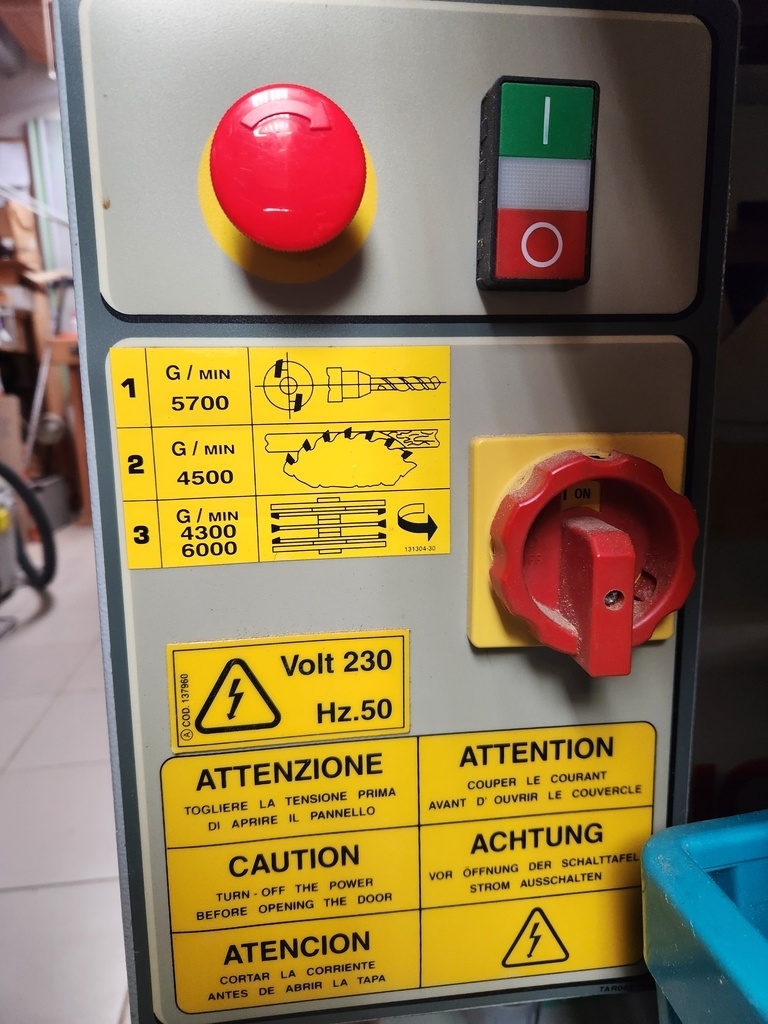 I
O
1
G / MIN
5700
2
G / MIN
4500
3
G / MIN
4300
6000
131304-30
I ON
A COD. 137960
Volt 230
Hz.50
ATTENZIONE
TOGLIERE LA TENSIONE PRIMA
DI APRIRE IL PANNELLO
ATTENTION
COUPER LE COURANT
AVANT D' OUVRIR LE COUVERCLE
CAUTION
TURN-OFF THE POWER
BEFORE OPENING THE DOOR
ACHTUNG
VOR ÖFFNUNG DER SCHALTTAFEL
STROM AUSSCHALTEN
ATENCION
CORTAR LA CORRIENTE
ANTES DE ABRIR LA TAPA